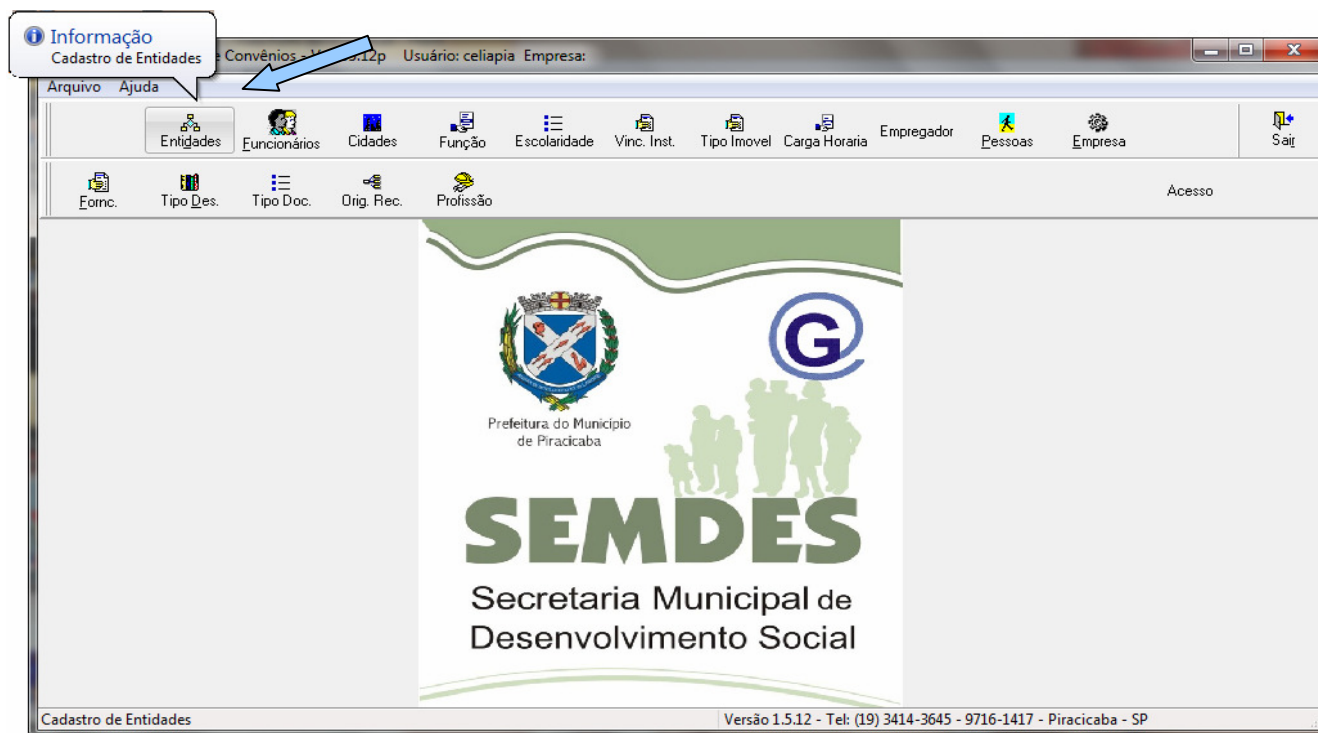 Informação
Cadastro de Entidades
e Convênios - V 5.12p Usuário: celiapia Empresa:
Arquivo Ajuda
Entidades Funcionários Cidades Função Escolaridade Vinc. Inst. Tipo Imovel Carga Horaria Empregador Pessoas Empresa Sair
Fornc. Tipo Des. Tipo Doc. Orig. Rec. Profissão Acesso
G
Prefeitura do Município
de Piracicaba
SEMDES
Secretaria Municipal de
Desenvolvimento Social
Cadastro de Entidades Versão 1.5.12 - Tel: (19) 3414-3645 - 9716-1417 - Piracicaba - SP